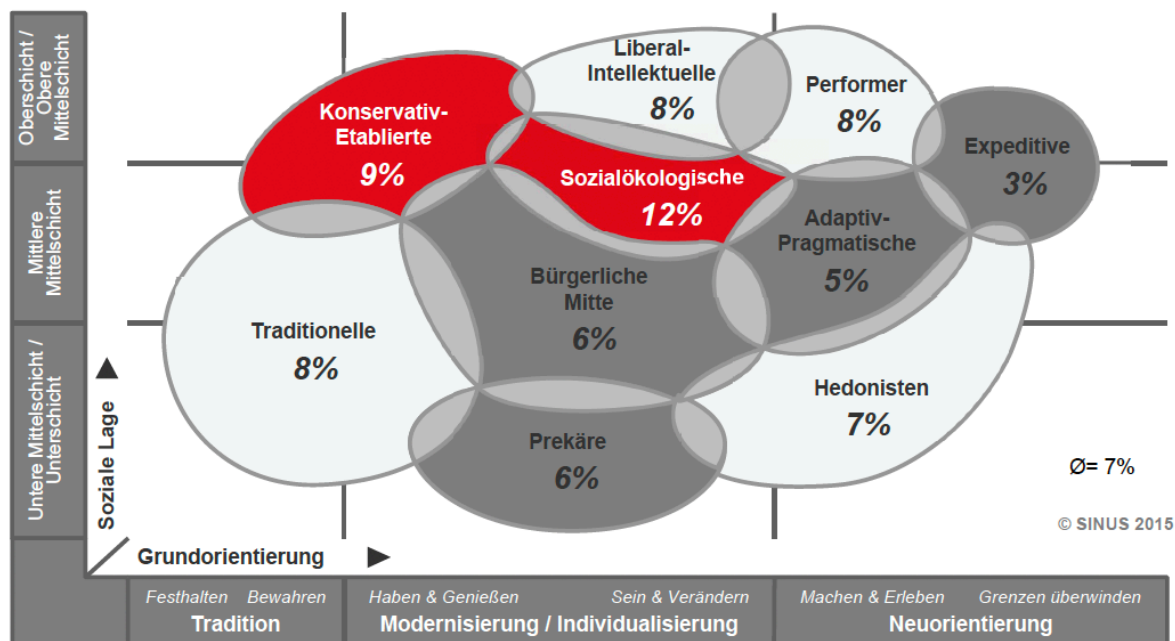 Oberschicht /
Obere
Mittelschicht
Mittlere
Mittelschicht
Untere Mittelschicht /
Unterschicht
Soziale Lage
Konservativ-
Etablierte
9%
Liberal-
Intellektuelle
8%
Performer
8%
Expeditive
3%
Sozialökologische
12%
Adaptiv-
Pragmatische
5%
Bürgerliche
Mitte
6%
Traditionelle
8%
Hedonisten
7%
Prekäre
6%
Ø= 7%
© SINUS 2015
Grundorientierung
Festhalten Bewahren
Tradition
Haben & Genießen Sein & Verändern
Modernisierung / Individualisierung
Machen & Erleben Grenzen überwinden
Neuorientierung